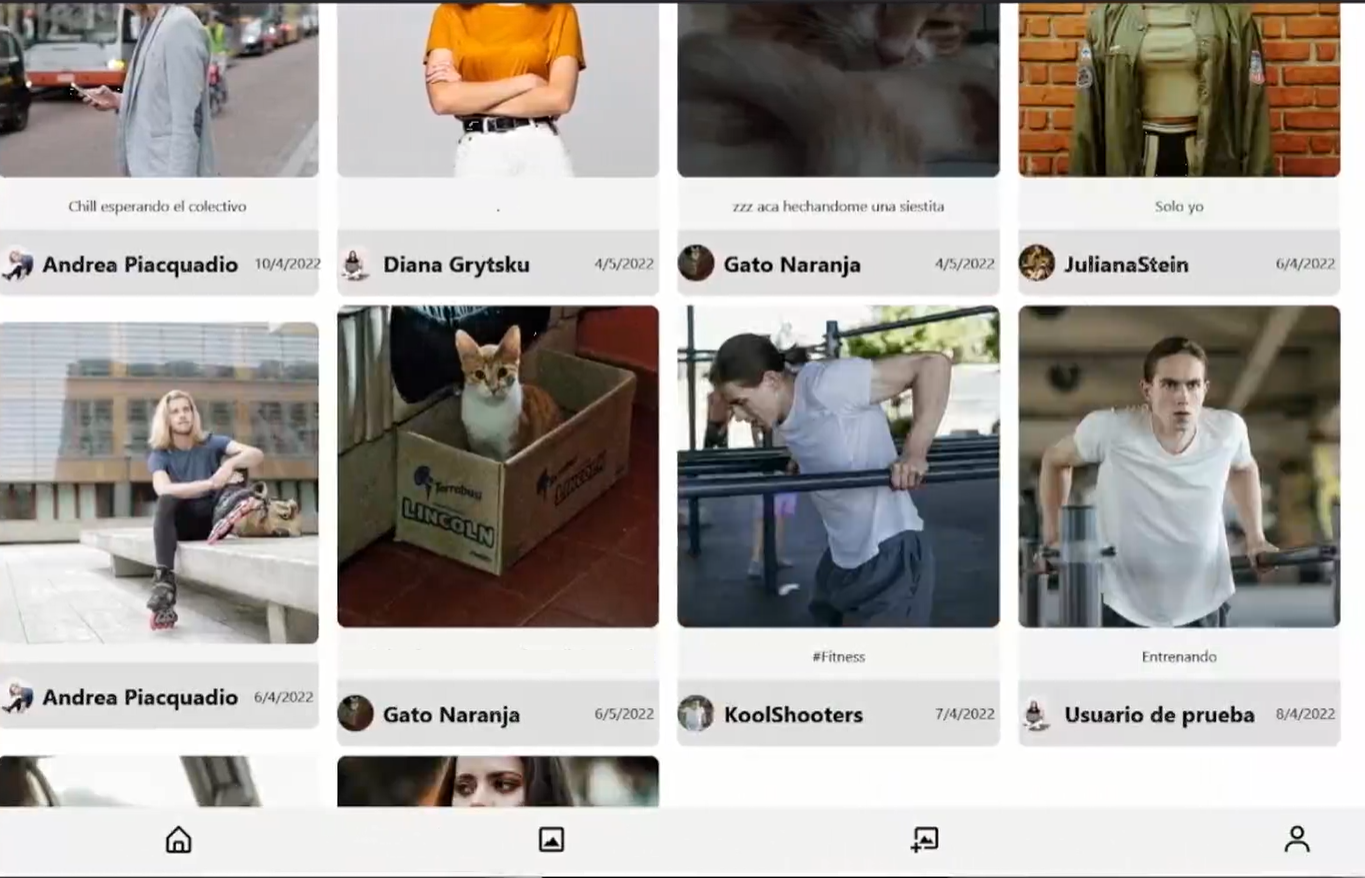 Chill esperando el colectivo
.
zzz aca hechandome una siestita
Solo yo
Andrea Piacquadio 10/4/2022
Diana Grytsku 4/5/2022
Gato Naranja 4/5/2022
JulianaStein 6/4/2022
Terrabusi
LINCOLN
#Fitness
Entrenando
Andrea Piacquadio 6/4/2022
Gato Naranja 6/5/2022
KoolShooters 7/4/2022
Usuario de prueba 8/4/2022